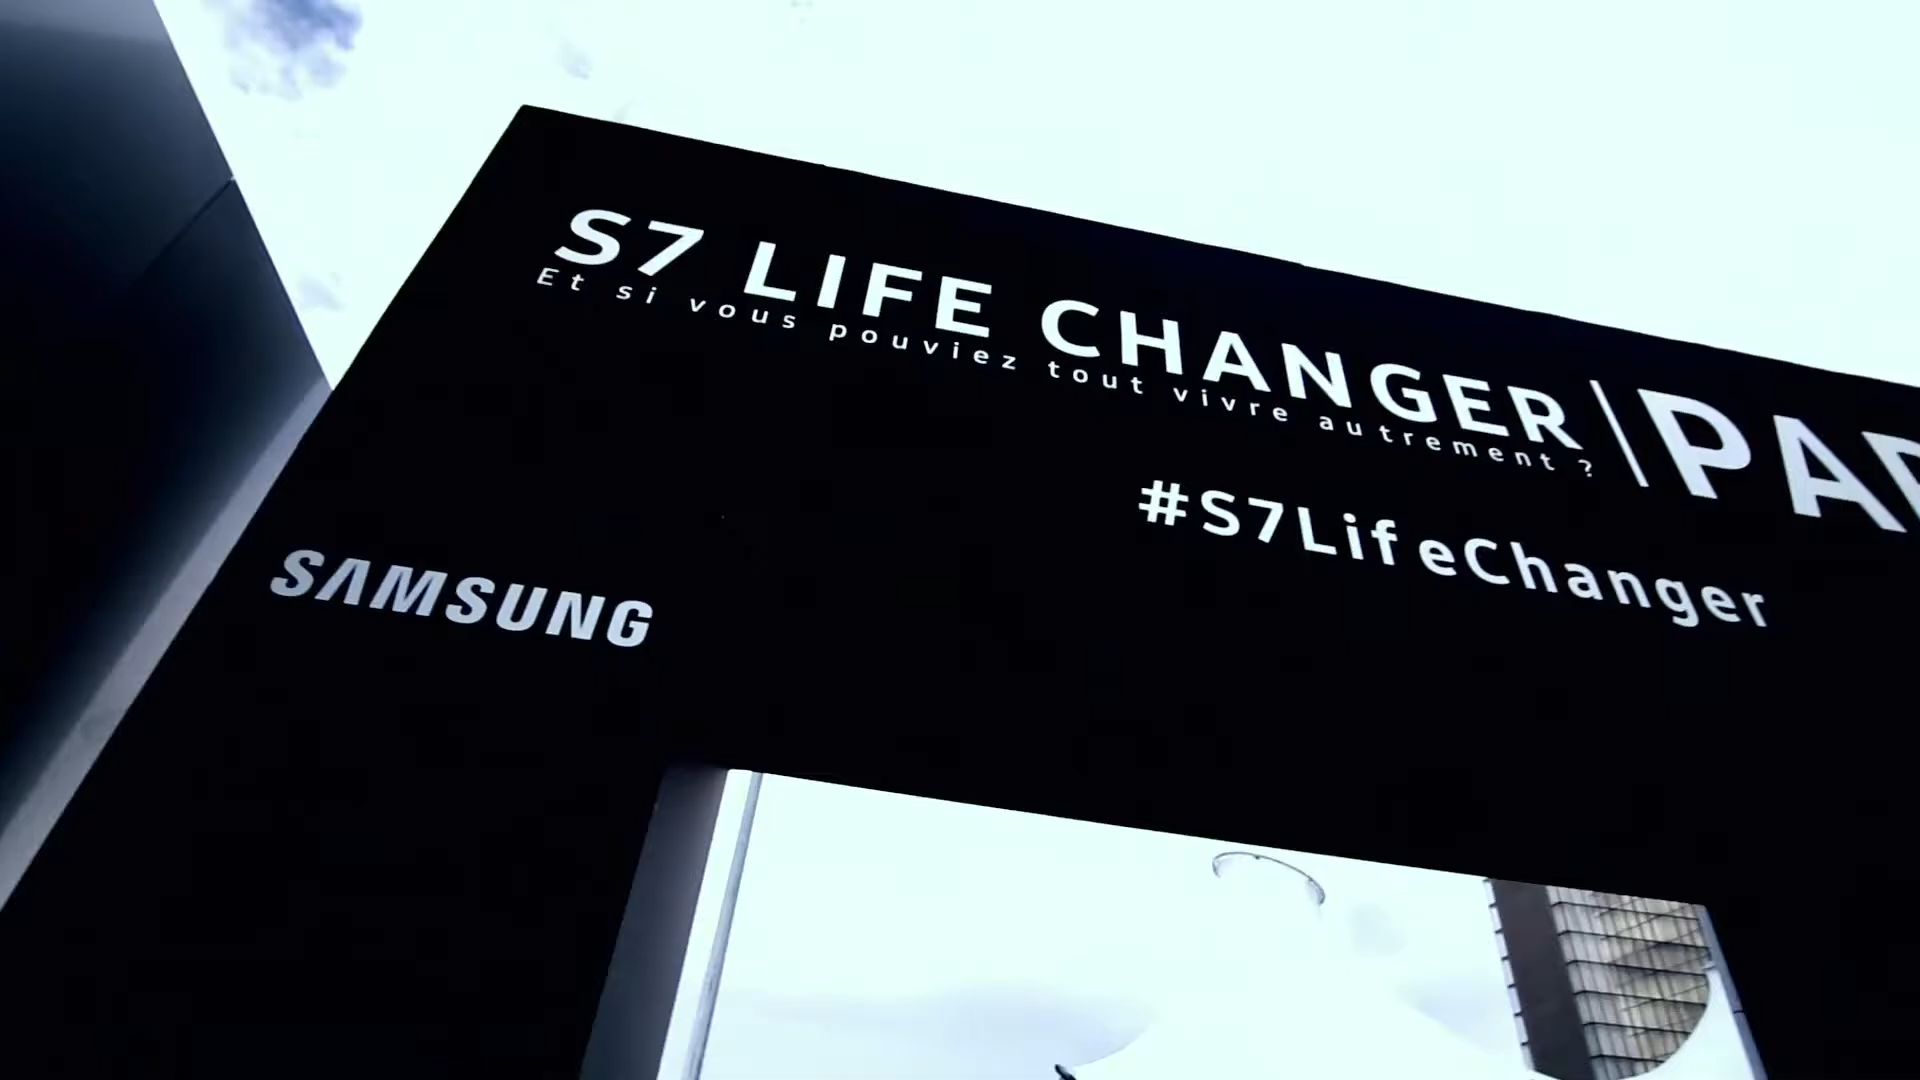 S7 LIFE CHANGER
Et si vous pouviez tout vivre autrement ?
#S7LifeChanger
SAMSUNG